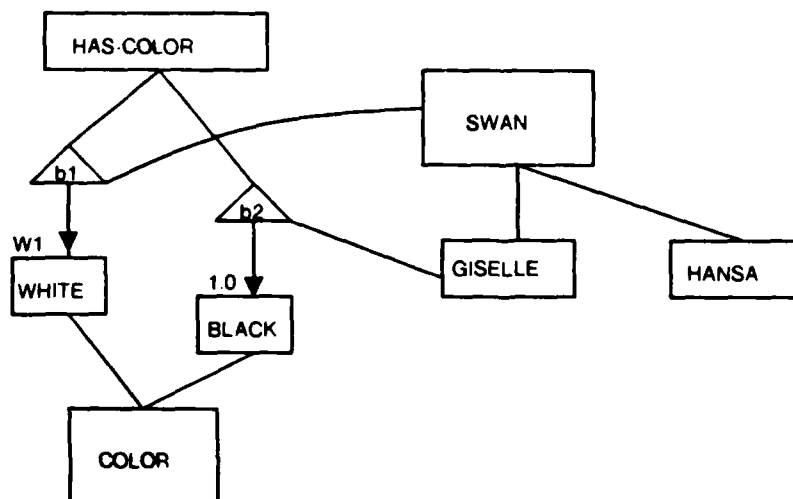 HAS-COLOR
SWAN
b1
b2
W1
GISELLE
HANSA
WHITE
1.0
BLACK
COLOR